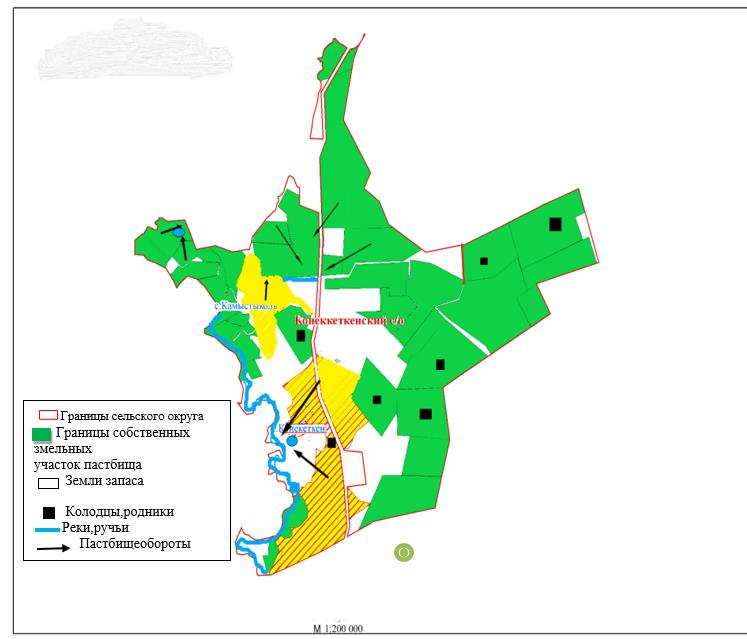 с.Камыстыколь
Конеккеткенский с/о
Границы сельского округа
Границы собственных
змельных
участок пастбища
Земли запаса
Колодцы,родники
Реки,ручьи
Пастбищеобороты
М 1:200 000